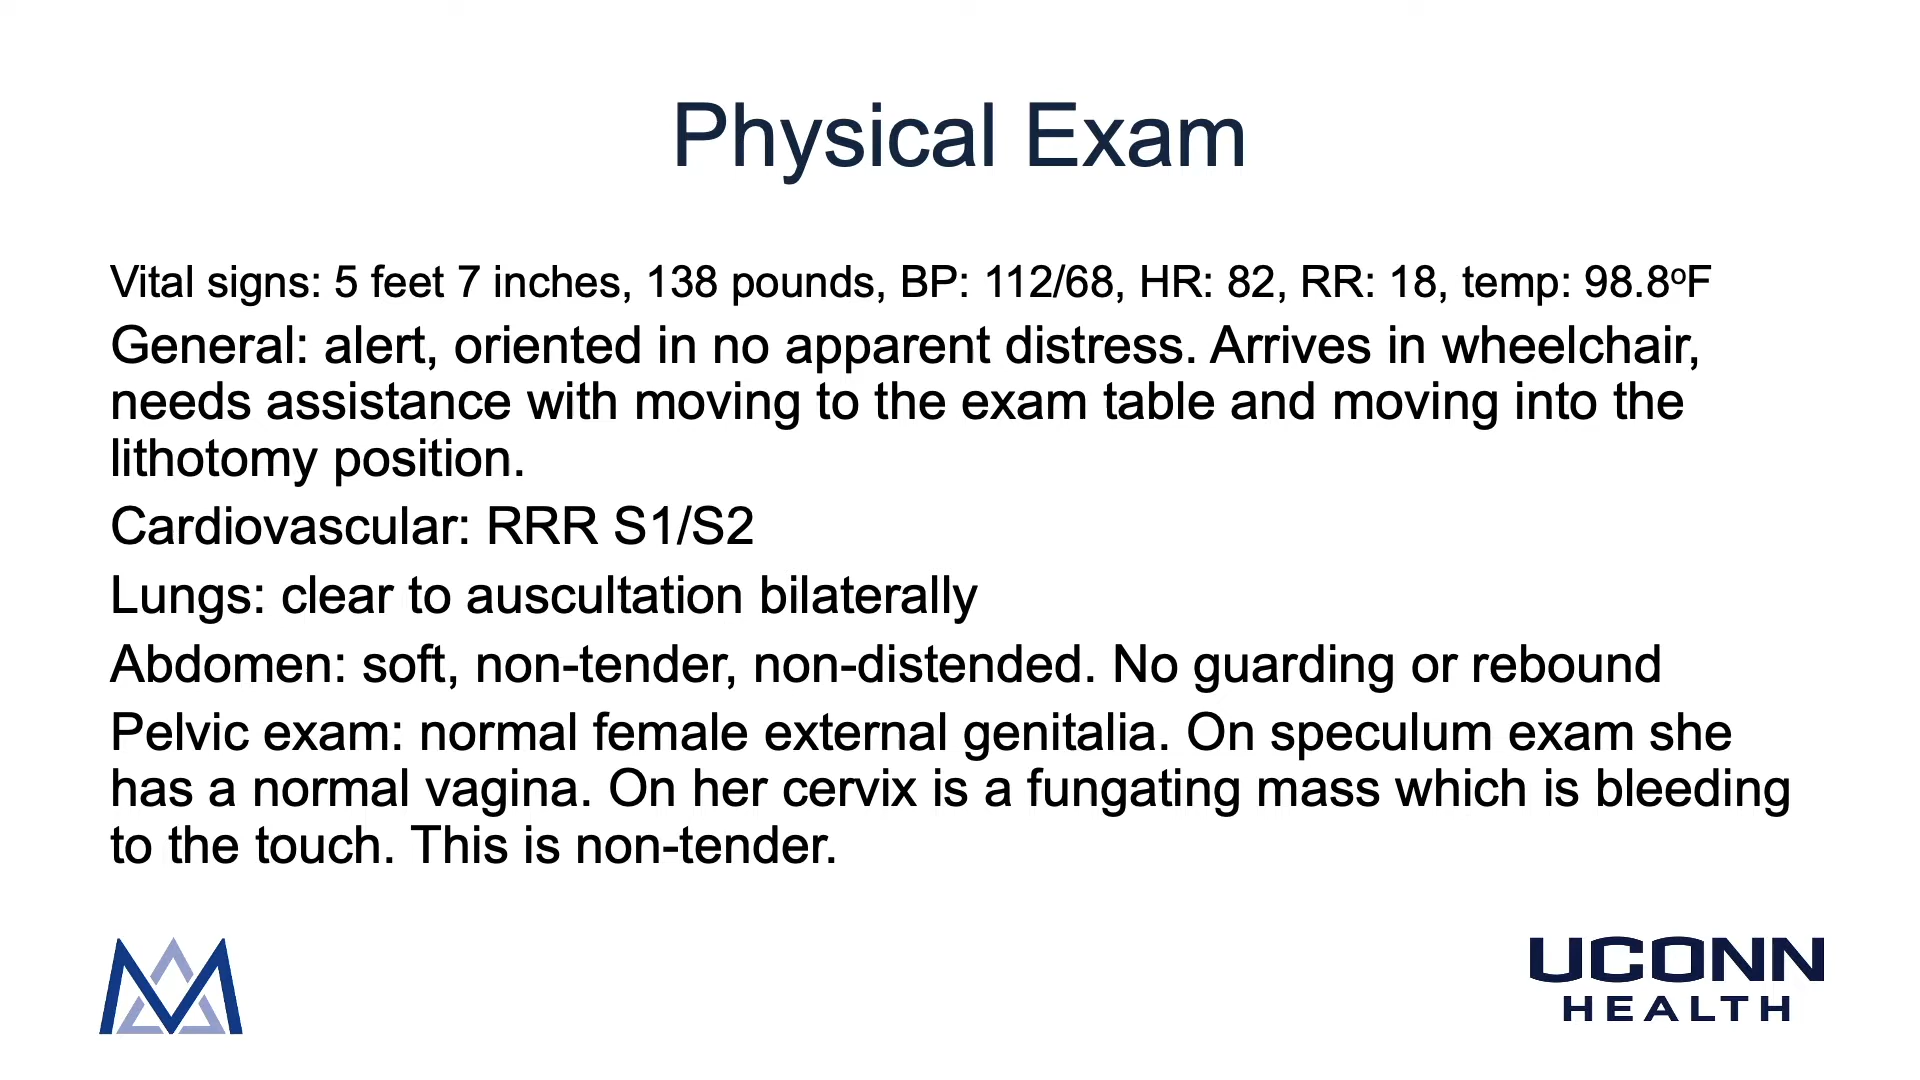 Physical Exam
Vital signs: 5 feet 7 inches, 138 pounds, BP: 112/68, HR: 82, RR: 18, temp: 98.8ºF
General: alert, oriented in no apparent distress. Arrives in wheelchair,
needs assistance with moving to the exam table and moving into the
lithotomy position.
Cardiovascular: RRR S1/S2
Lungs: clear to auscultation bilaterally
Abdomen: soft, non-tender, non-distended. No guarding or rebound
Pelvic exam: normal female external genitalia. On speculum exam she
has a normal vagina. On her cervix is a fungating mass which is bleeding
to the touch. This is non-tender.
UCONN
HEALTH